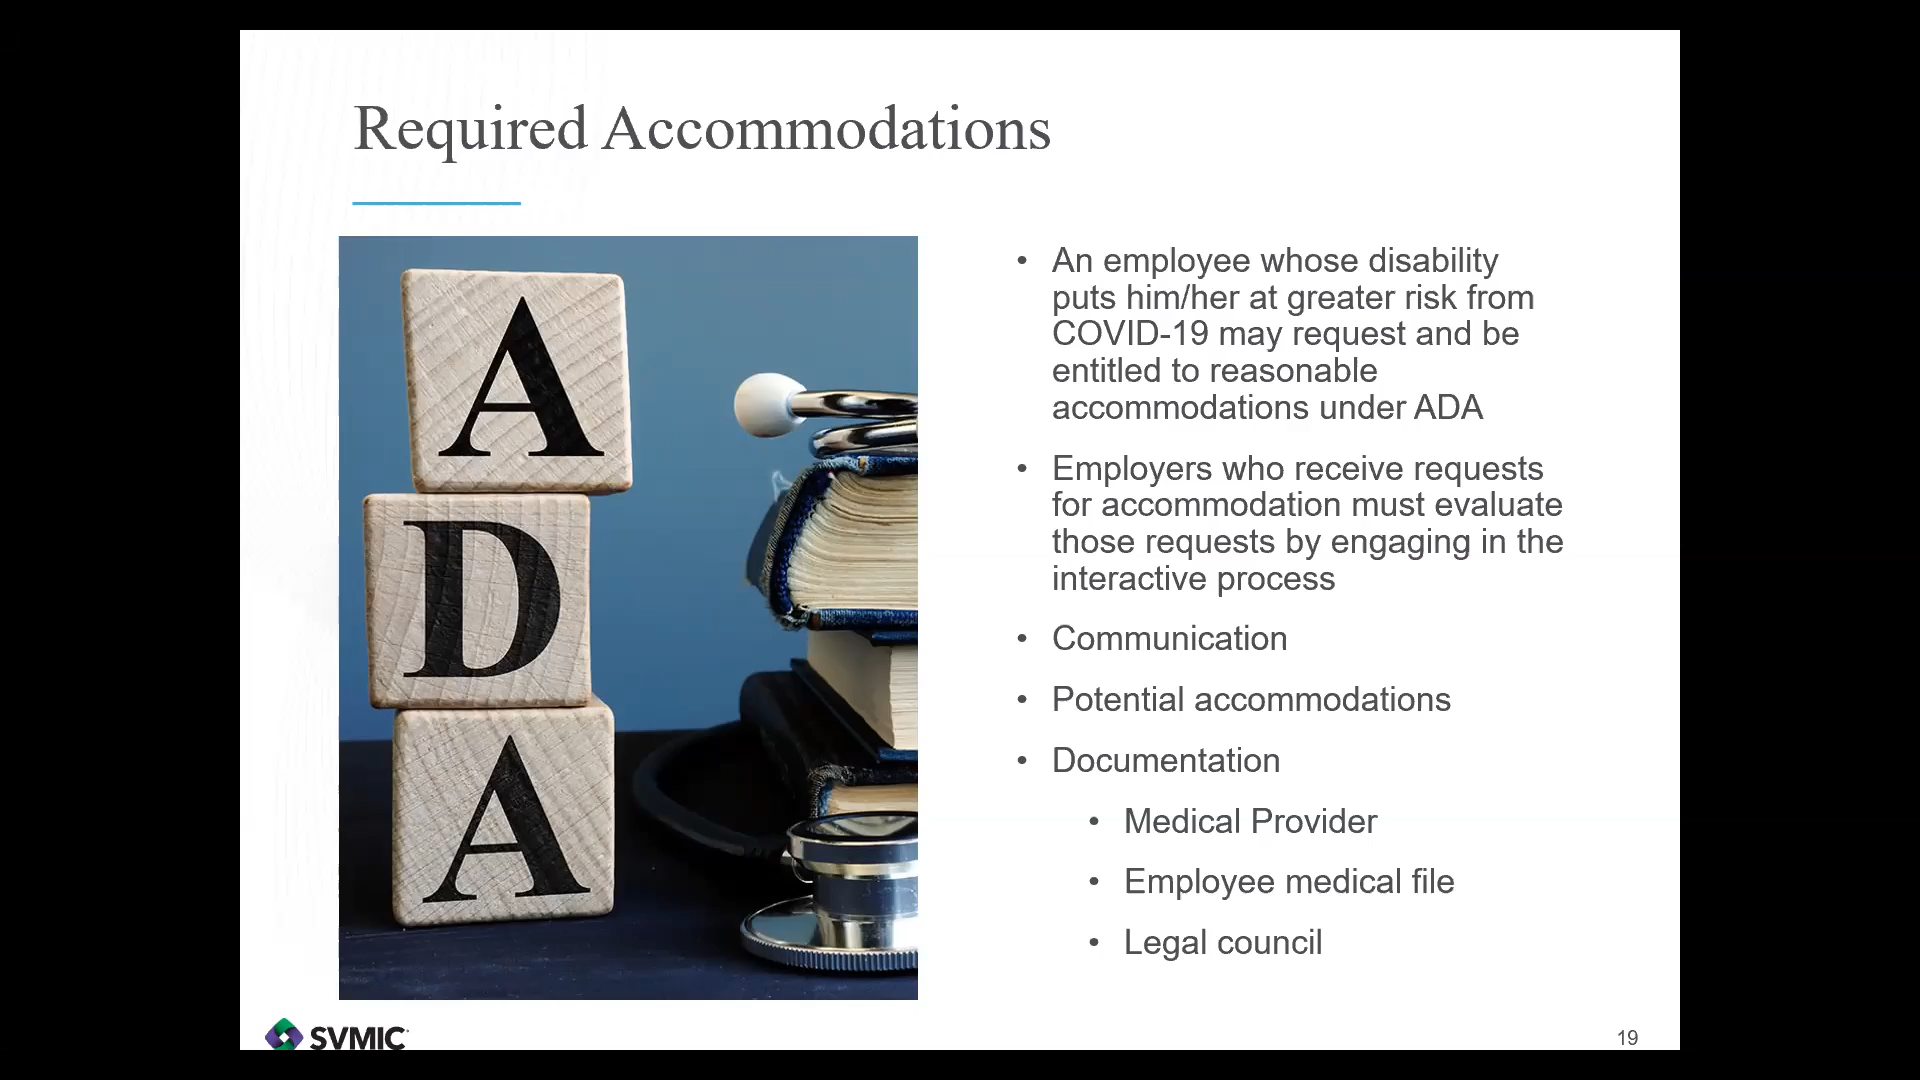 Required Accommodations
A
D
A
• An employee whose disability
puts him/her at greater risk from
COVID-19 may request and be
entitled to reasonable
accommodations under ADA
• Employers who receive requests
for accommodation must evaluate
those requests by engaging in the
interactive process
• Communication
• Potential accommodations
• Documentation
• Medical Provider
• Employee medical file
• Legal council
SVMIC
19